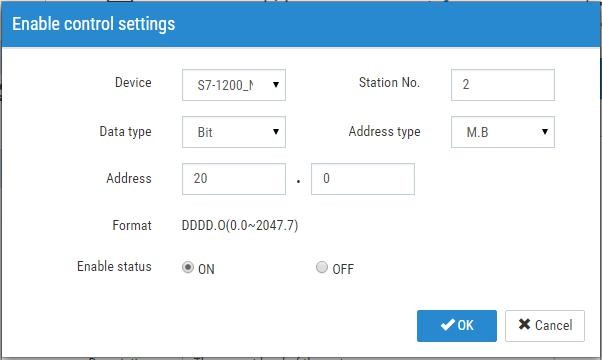 Enable control settings
Device S7-1200_N Station No. 2
Data type Bit Address type M.B
Address 20 . 0
Format DDDD.O(0.0~2047.7)
Enable status ON OFF
OK Cancel